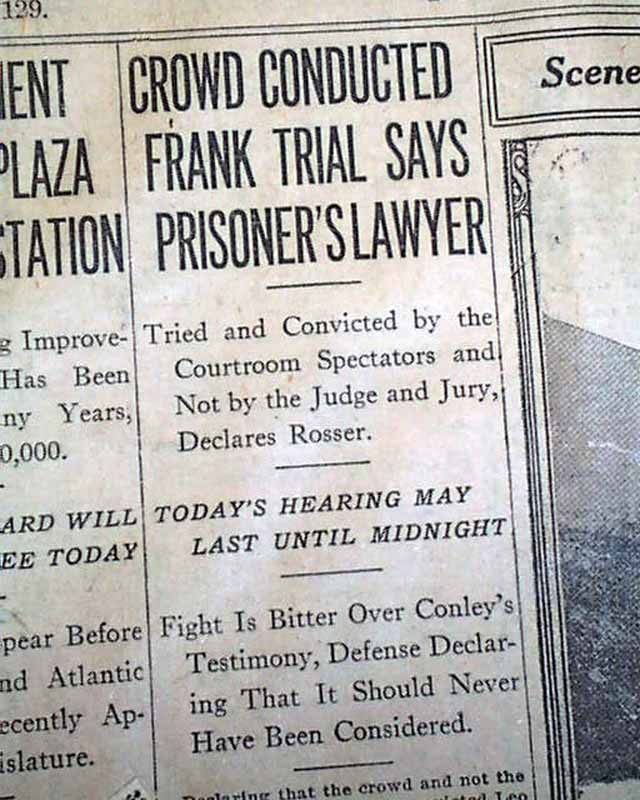 129.
IENT
PLAZA
STATION
g Improve-
Has Been
ny Years,
0,000.
ARD WILL
EE TODAY
pear Before
nd Atlantic
ecently Ap-
islature.
CROWD CONDUCTED
FRANK TRIAL SAYS
PRISONER'S LAWYER
Tried and Convicted by the
Courtroom Spectators and
Not by the Judge and Jury,
Declares Rosser.
TODAY'S HEARING MAY
LAST UNTIL MIDNIGHT
Fight Is Bitter Over Conley's
Testimony, Defense Declar-
ing That It Should Never
Have Been Considered.
Declaring that the crowd and not the
Leo
Scene